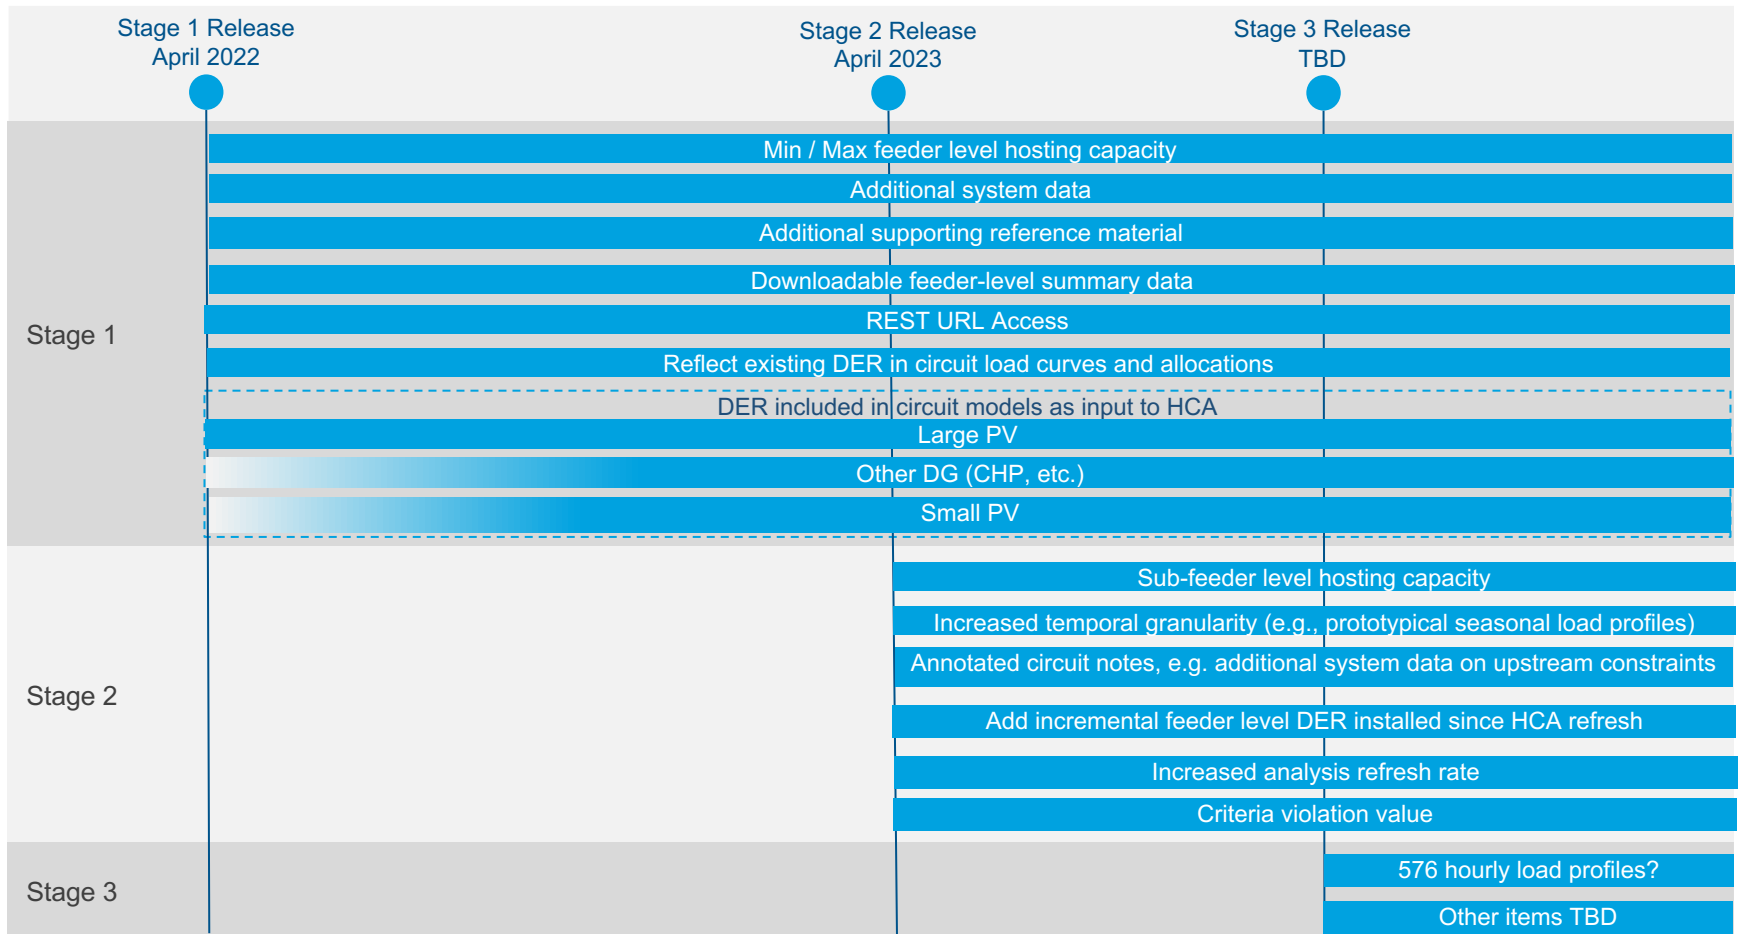 Stage 1 Release
April 2022
Stage 2 Release
April 2023
Stage 3 Release
TBD
Stage 1
Min / Max feeder level hosting capacity
Additional system data
Additional supporting reference material
Downloadable feeder-level summary data
REST URL Access
Reflect existing DER in circuit load curves and allocations
DER included in circuit models as input to HCA
Large PV
Other DG (CHP, etc.)
Small PV
Stage 2
Sub-feeder level hosting capacity
Increased temporal granularity (e.g., prototypical seasonal load profiles)
Annotated circuit notes, e.g. additional system data on upstream constraints
Add incremental feeder level DER installed since HCA refresh
Increased analysis refresh rate
Criteria violation value
Stage 3
576 hourly load profiles?
Other items TBD